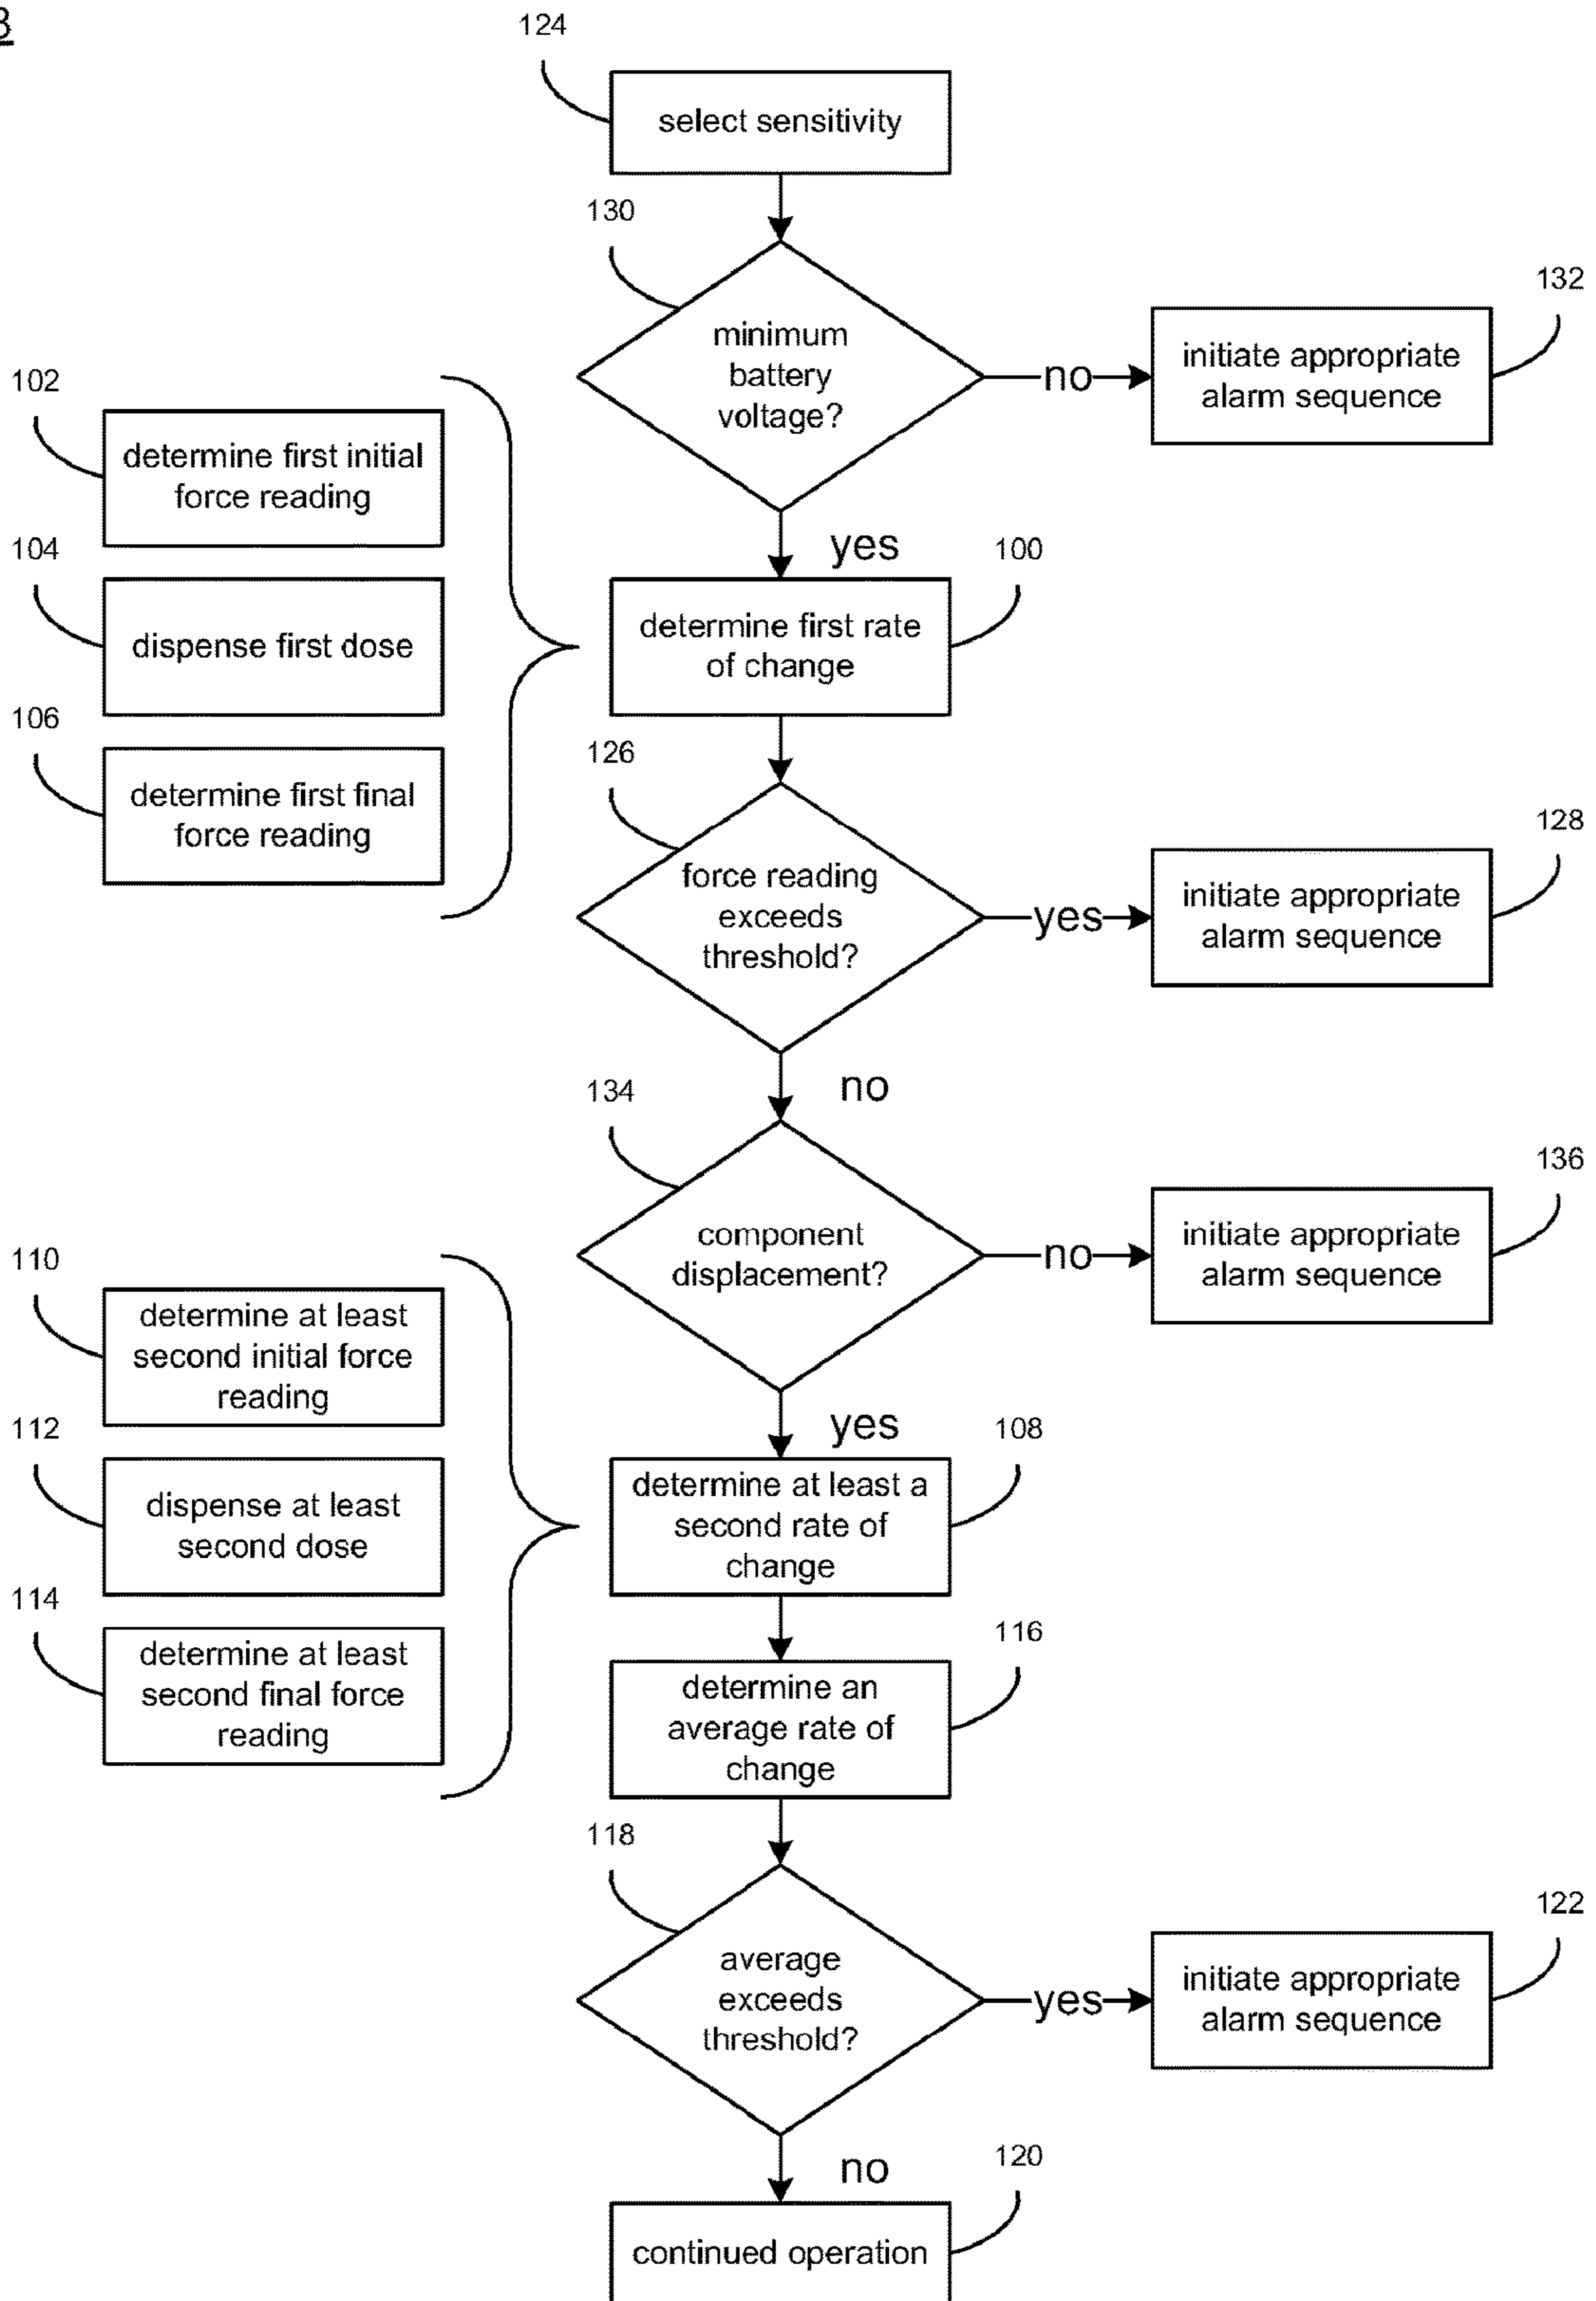 124
select sensitivity
130
minimum
battery
voltage?
no
132
initiate appropriate
alarm sequence
yes
102
determine first initial
force reading
104
dispense first dose
106
determine first final
force reading
100
determine first rate
of change
126
force reading
exceeds
threshold?
yes
128
initiate appropriate
alarm sequence
no
134
component
displacement?
no
136
initiate appropriate
alarm sequence
yes
110
determine at least
second initial force
reading
112
dispense at least
second dose
114
determine at least
second final force
reading
108
determine at least a
second rate of
change
116
determine an
average rate of
change
118
average
exceeds
threshold?
yes
122
initiate appropriate
alarm sequence
no
120
continued operation